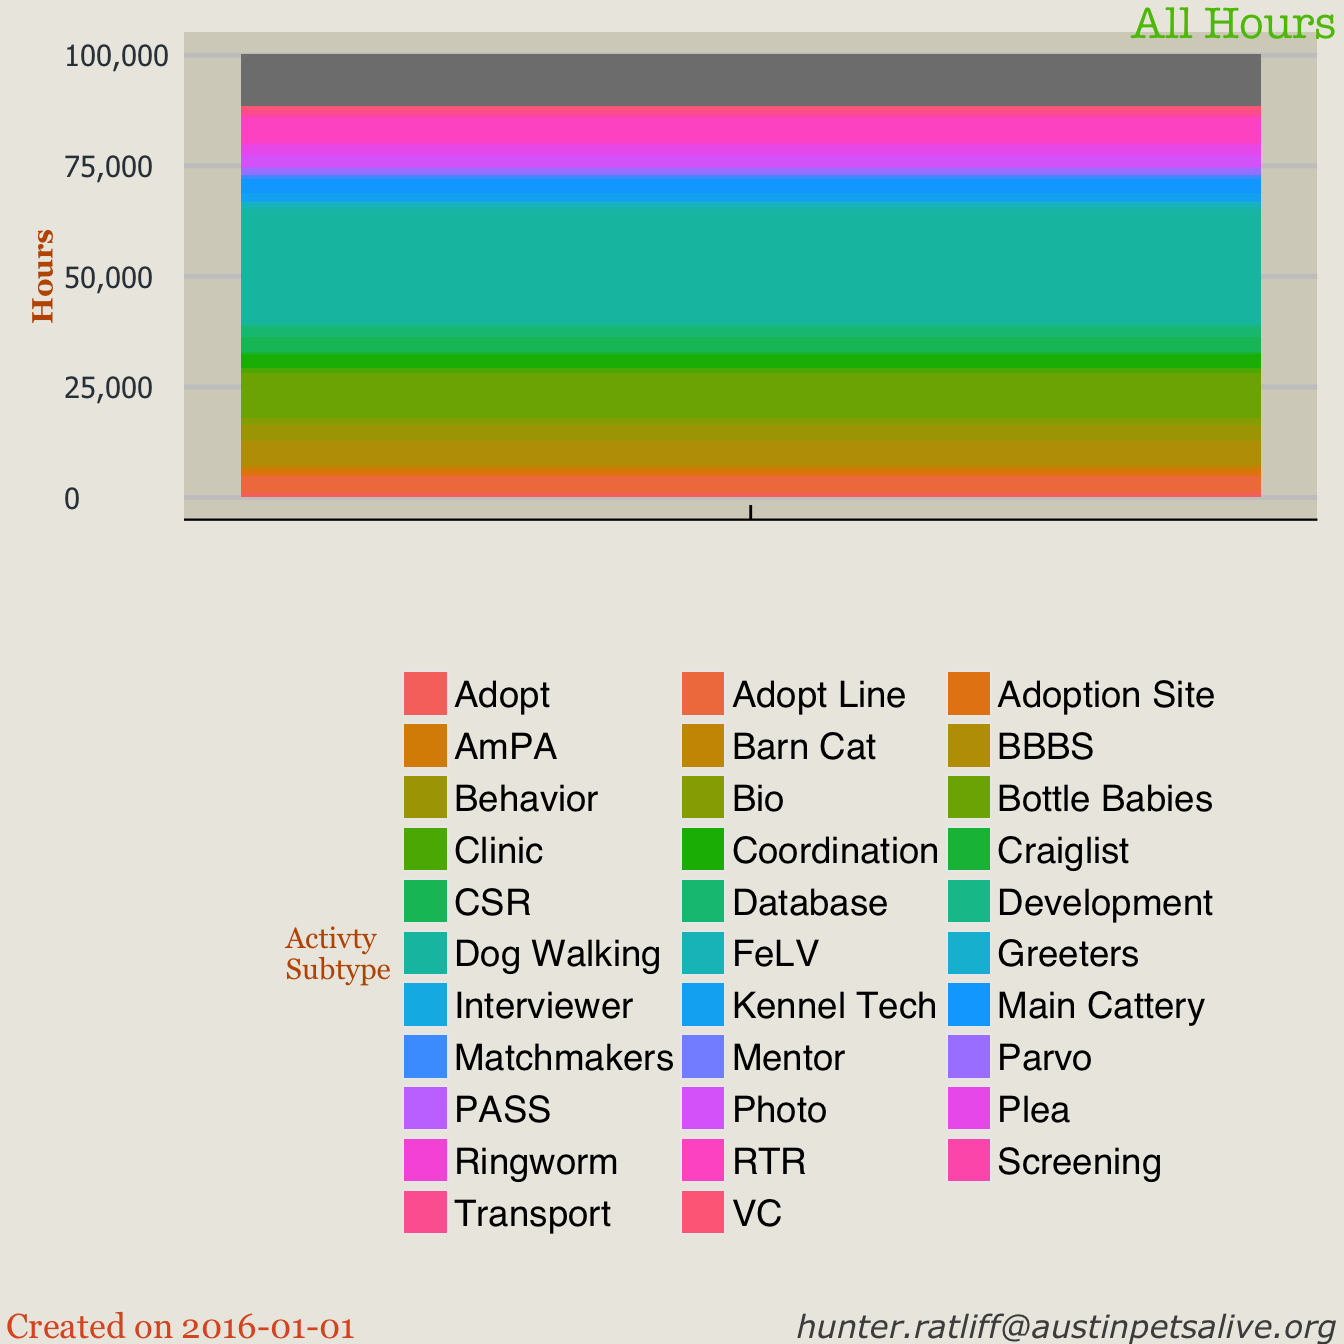 All Hours
100,000
75,000
50,000
25,000
0
Hours
Activty
Subtype
Adopt Adopt Line Adoption Site
AmPA Barn Cat BBBS
Behavior Bio Bottle Babies
Clinic Coordination Craiglist
CSR Database Development
Dog Walking FeLV Greeters
Interviewer Kennel Tech Main Cattery
Matchmakers Mentor Parvo
PASS Photo Plea
Ringworm RTR Screening
Transport VC
Created on 2016-01-01
hunter.ratliff@austinpetsalive.org